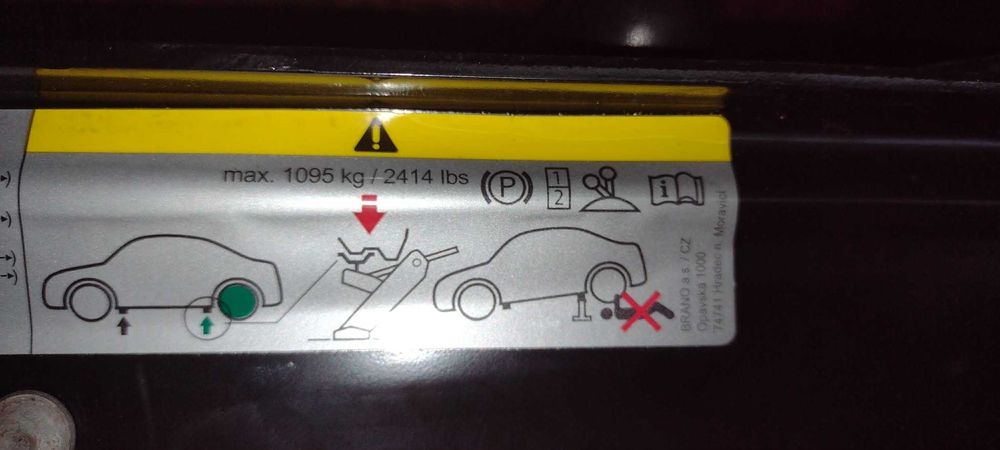 max. 1095 kg / 2414 lbs
P
1
2
i
BRANO a.s. / CZ
Opavská 1000
74741 Hradec n. Moravicí